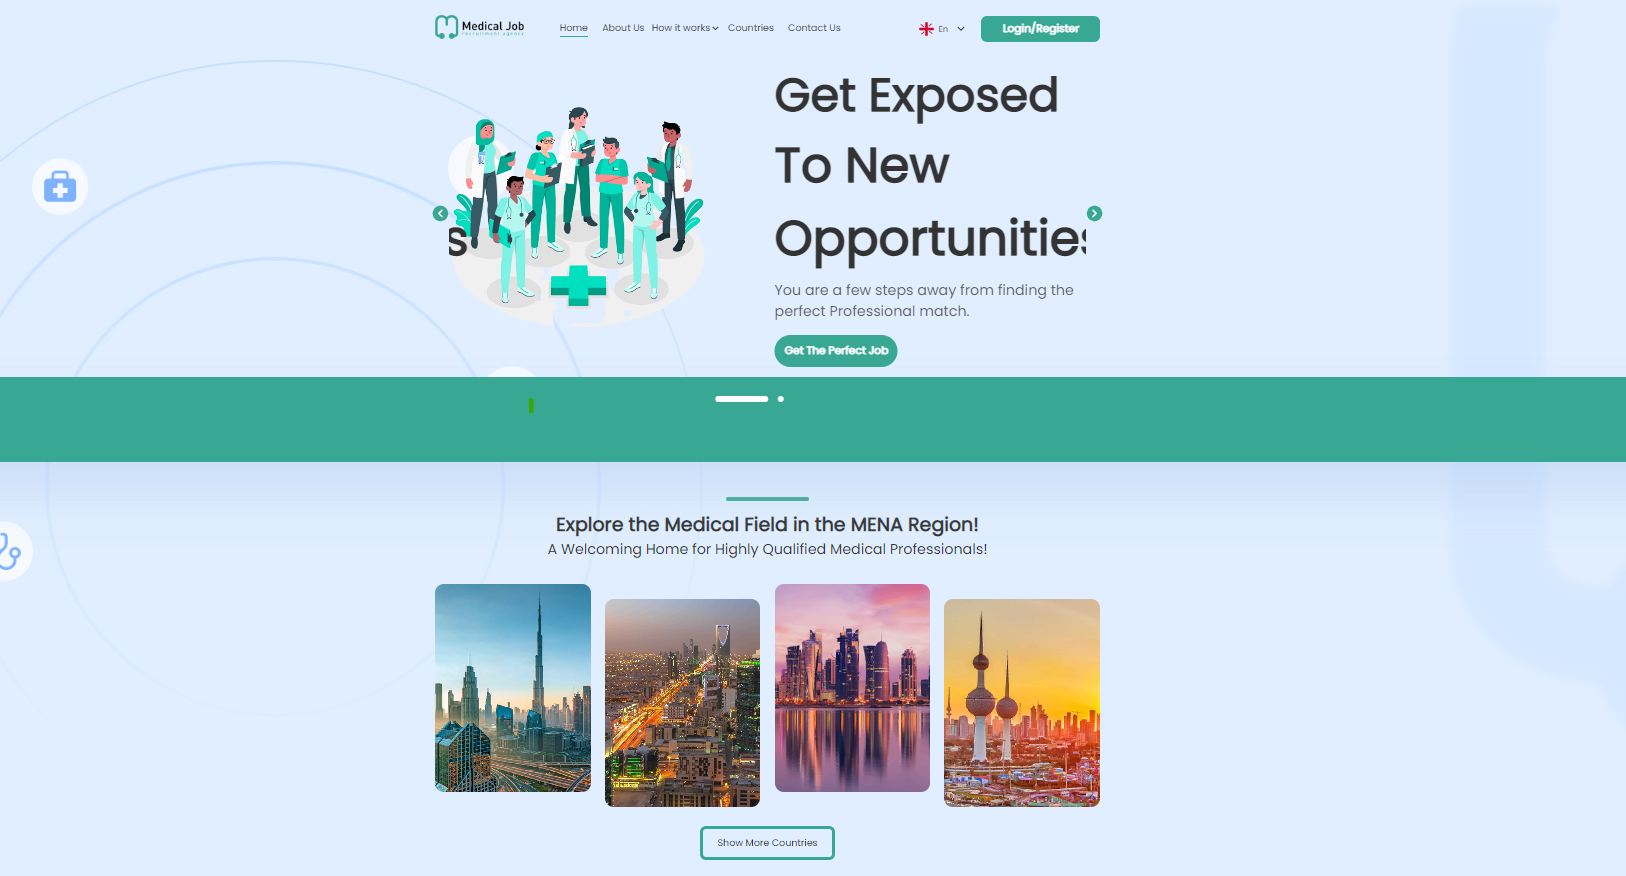 Medical Job
recruitment agency
Home
About Us
How it works
Countries
Contact Us
En
Login/Register
Get Exposed
To New
Opportunities
s
You are a few steps away from finding the
perfect Professional match.
Get The Perfect Job
Explore the Medical Field in the MENA Region!
A Welcoming Home for Highly Qualified Medical Professionals!
Show More Countries